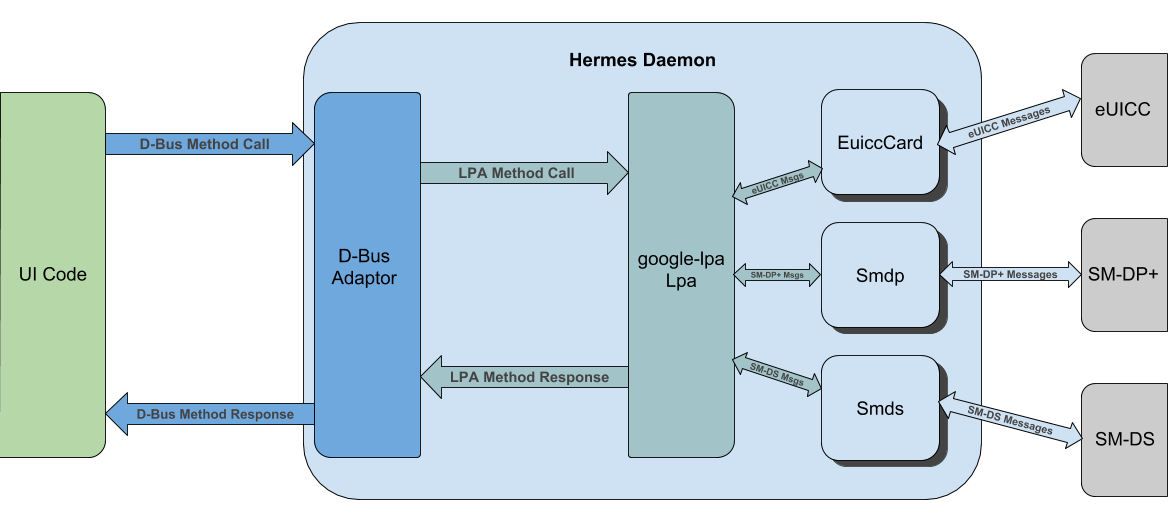 Hermes Daemon
UI Code
D-Bus Method Call
D-Bus Method Response
D-Bus
Adaptor
LPA Method Call
LPA Method Response
google-lpa
Lpa
eUICC Msgs
SM-DP+ Msgs
SM-DS Msgs
EuiccCard
Smdp
Smds
eUICC Messages
SM-DP+ Messages
SM-DS Messages
eUICC
SM-DP+
SM-DS